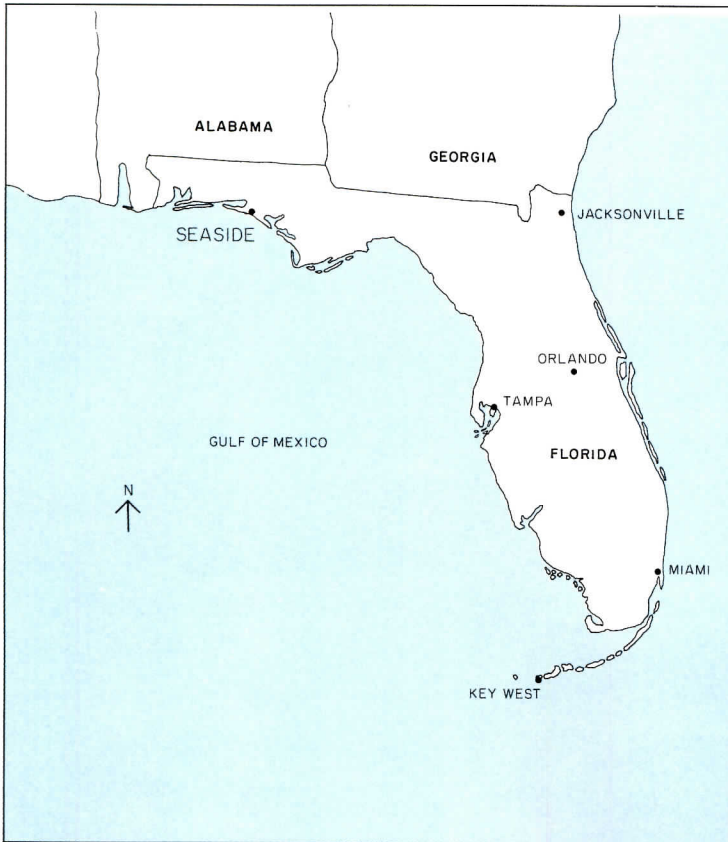 ALABAMA
GEORGIA
SEASIDE
JACKSONVILLE
ORLANDO
TAMPA
GULF OF MEXICO
FLORIDA
N
MIAMI
KEY WEST